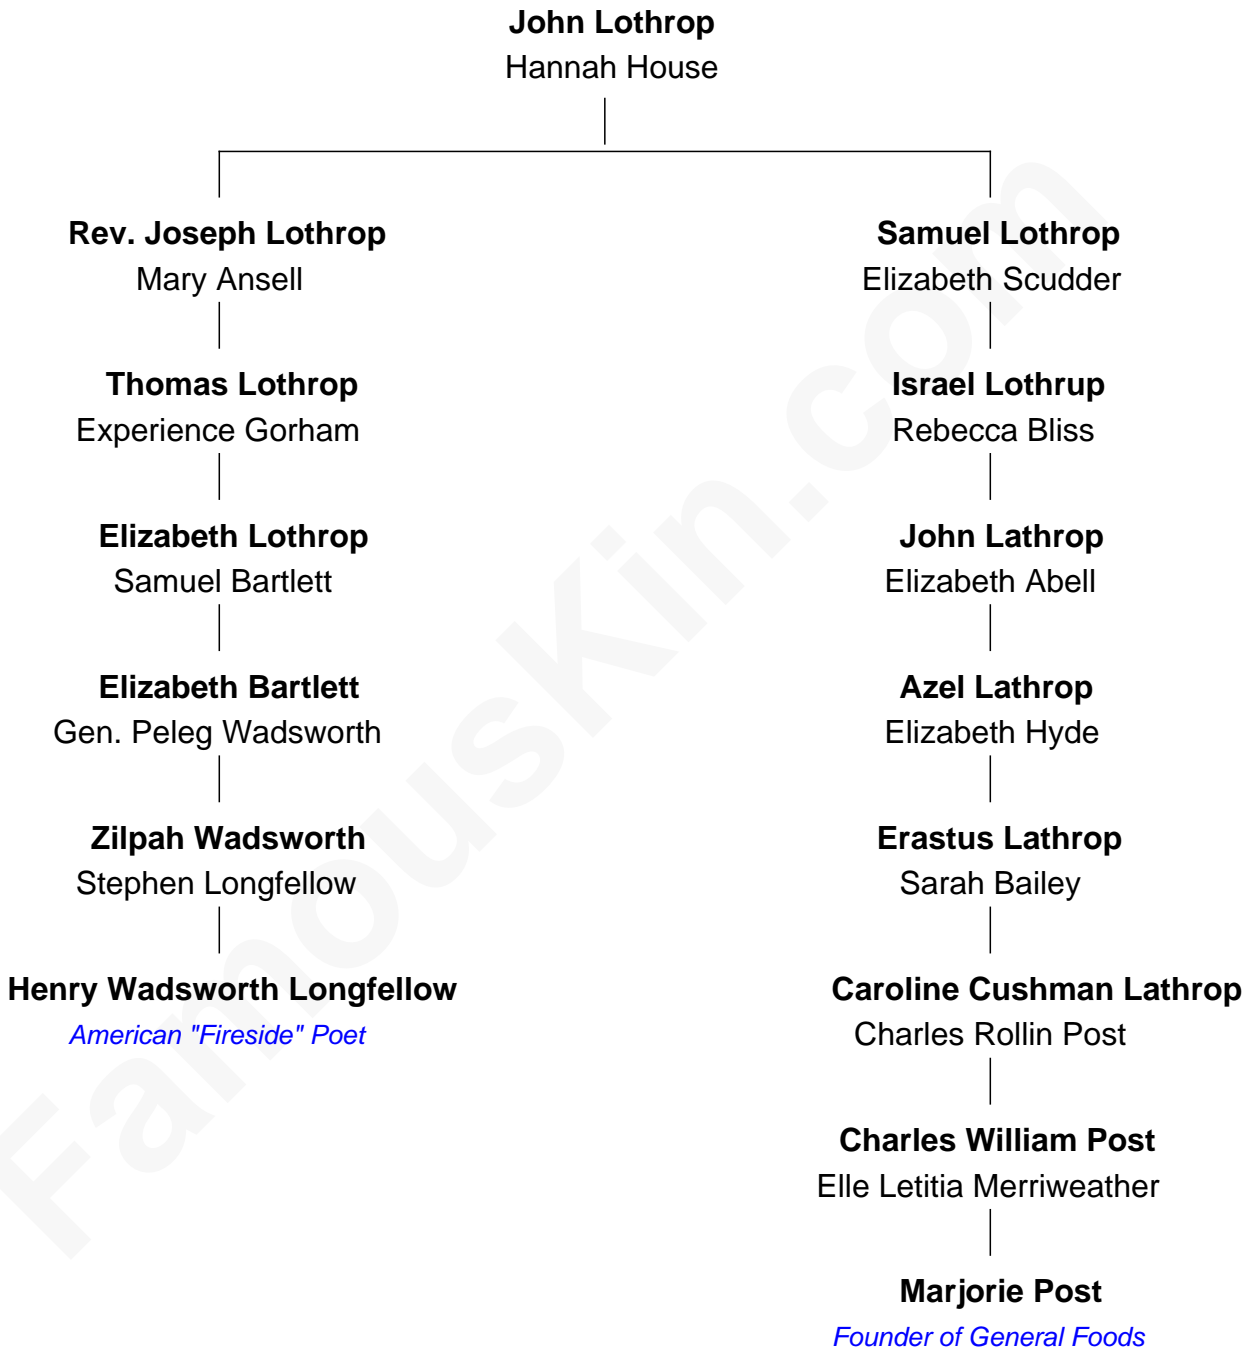 John Lothrop
Hannah House
Rev. Joseph Lothrop
Mary Ansell
Samuel Lothrop
Elizabeth Scudder
Thomas Lothrop
Experience Gorham
Israel Lothrup
Rebecca Bliss
Elizabeth Lothrop
Samuel Bartlett
John Lathrop
Elizabeth Abell
Elizabeth Bartlett
Gen. Peleg Wadsworth
Azel Lathrop
Elizabeth Hyde
Zilpah Wadsworth
Stephen Longfellow
Erastus Lathrop
Sarah Bailey
Henry Wadsworth Longfellow
American "Fireside" Poet
Caroline Cushman Lathrop
Charles Rollin Post
Charles William Post
Elle Letitia Merriweather
Marjorie Post
Founder of General Foods
FamousKin.com